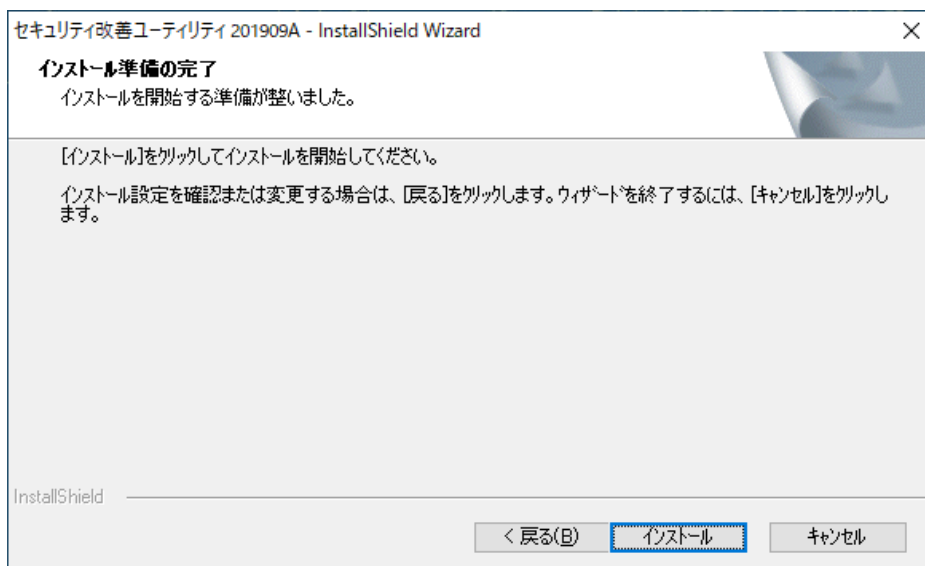 セキュリティ改善ユーティリティ 201909A - InstallShield Wizard
インストール準備の完了
インストールを開始する準備が整いました。
[インストール]をクリックしてインストールを開始してください。
インストール設定を確認または変更する場合は、[戻る]をクリックします。ウィザードを終了するには、[キャンセル]をクリックし
ます。
InstallShield
< 戻る(B)
インストール
キャンセル